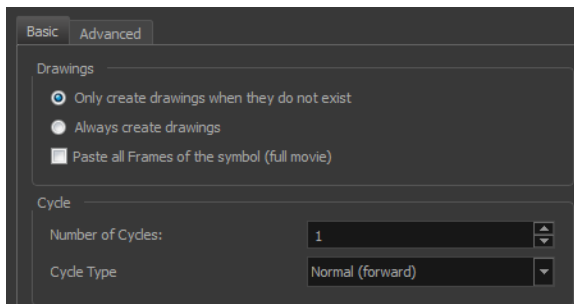 Basic Advanced
Drawings
Only create drawings when they do not exist
Always create drawings
Paste all Frames of the symbol (full movie)
Cycle
Number of Cycles: 1
Cycle Type Normal (forward)